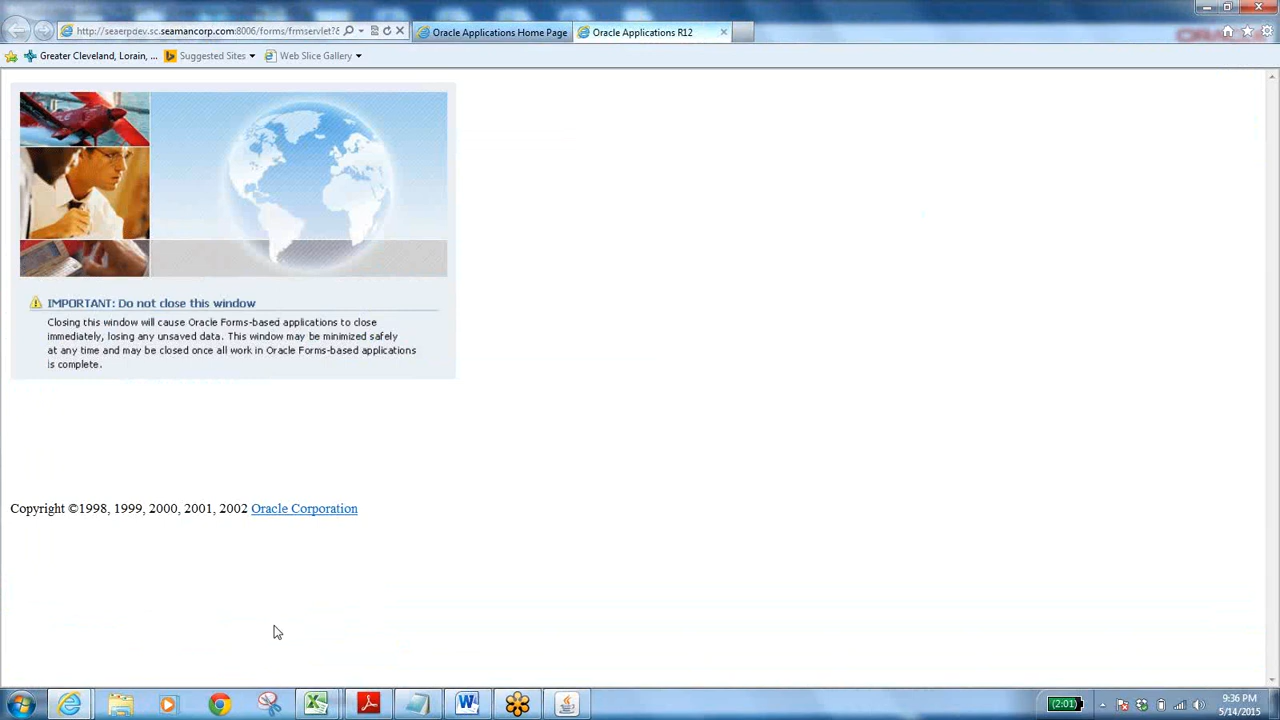 http://seaerpdev.sc.seamancorp.com:8006/forms/frmservlet?
Oracle Applications Home Page
Oracle Applications R12
Greater Cleveland, Lorain, ...
Suggested Sites
Web Slice Gallery
IMPORTANT: Do not close this window
Closing this window will cause Oracle Forms-based applications to close
immediately, losing any unsaved data. This window may be minimized safely
at any time and may be closed once all work in Oracle Forms-based applications
is complete.
Copyright ©1998, 1999, 2000, 2001, 2002 Oracle Corporation
(2:01)
9:36 PM
5/14/2015